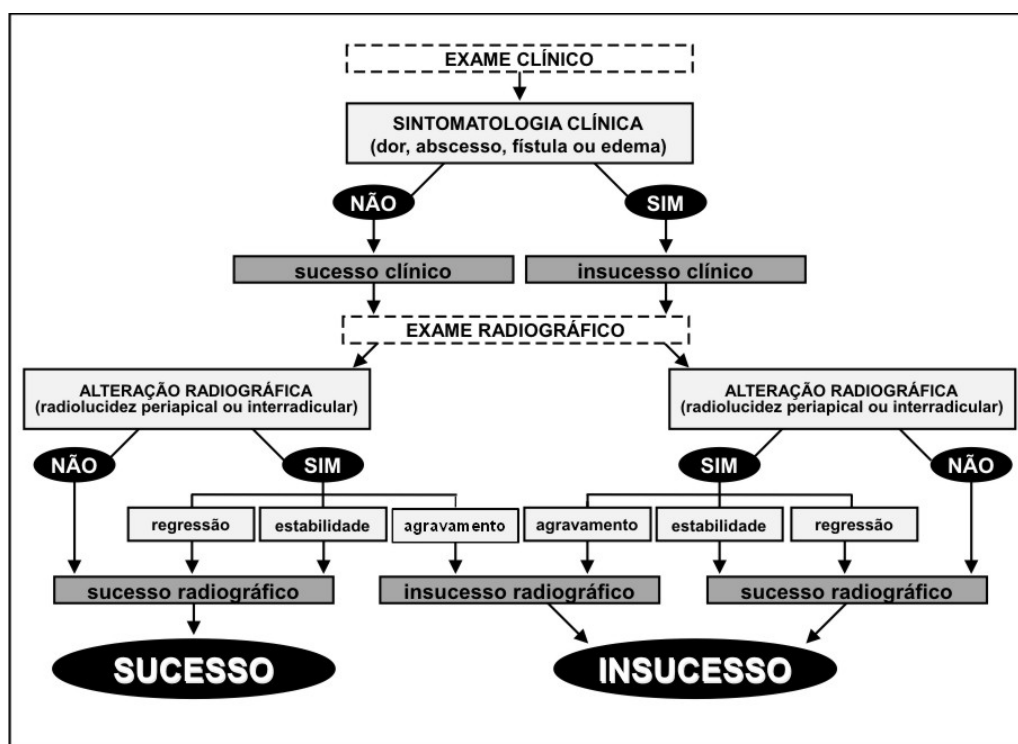 EXAME CLÍNICO
SINTOMATOLOGIA CLÍNICA
(dor, abscesso, fístula ou edema)
NÃO
SIM
sucesso clínico
insucesso clínico
EXAME RADIOGRÁFICO
ALTERAÇÃO RADIOGRÁFICA
(radiolucidez periapical ou interradicular)
ALTERAÇÃO RADIOGRÁFICA
(radiolucidez periapical ou interradicular)
NÃO
SIM
SIM
NÃO
regressão
estabilidade
agravamento
agravamento
estabilidade
regressão
sucesso radiográfico
insucesso radiográfico
sucesso radiográfico
SUCESSO
INSUCESSO